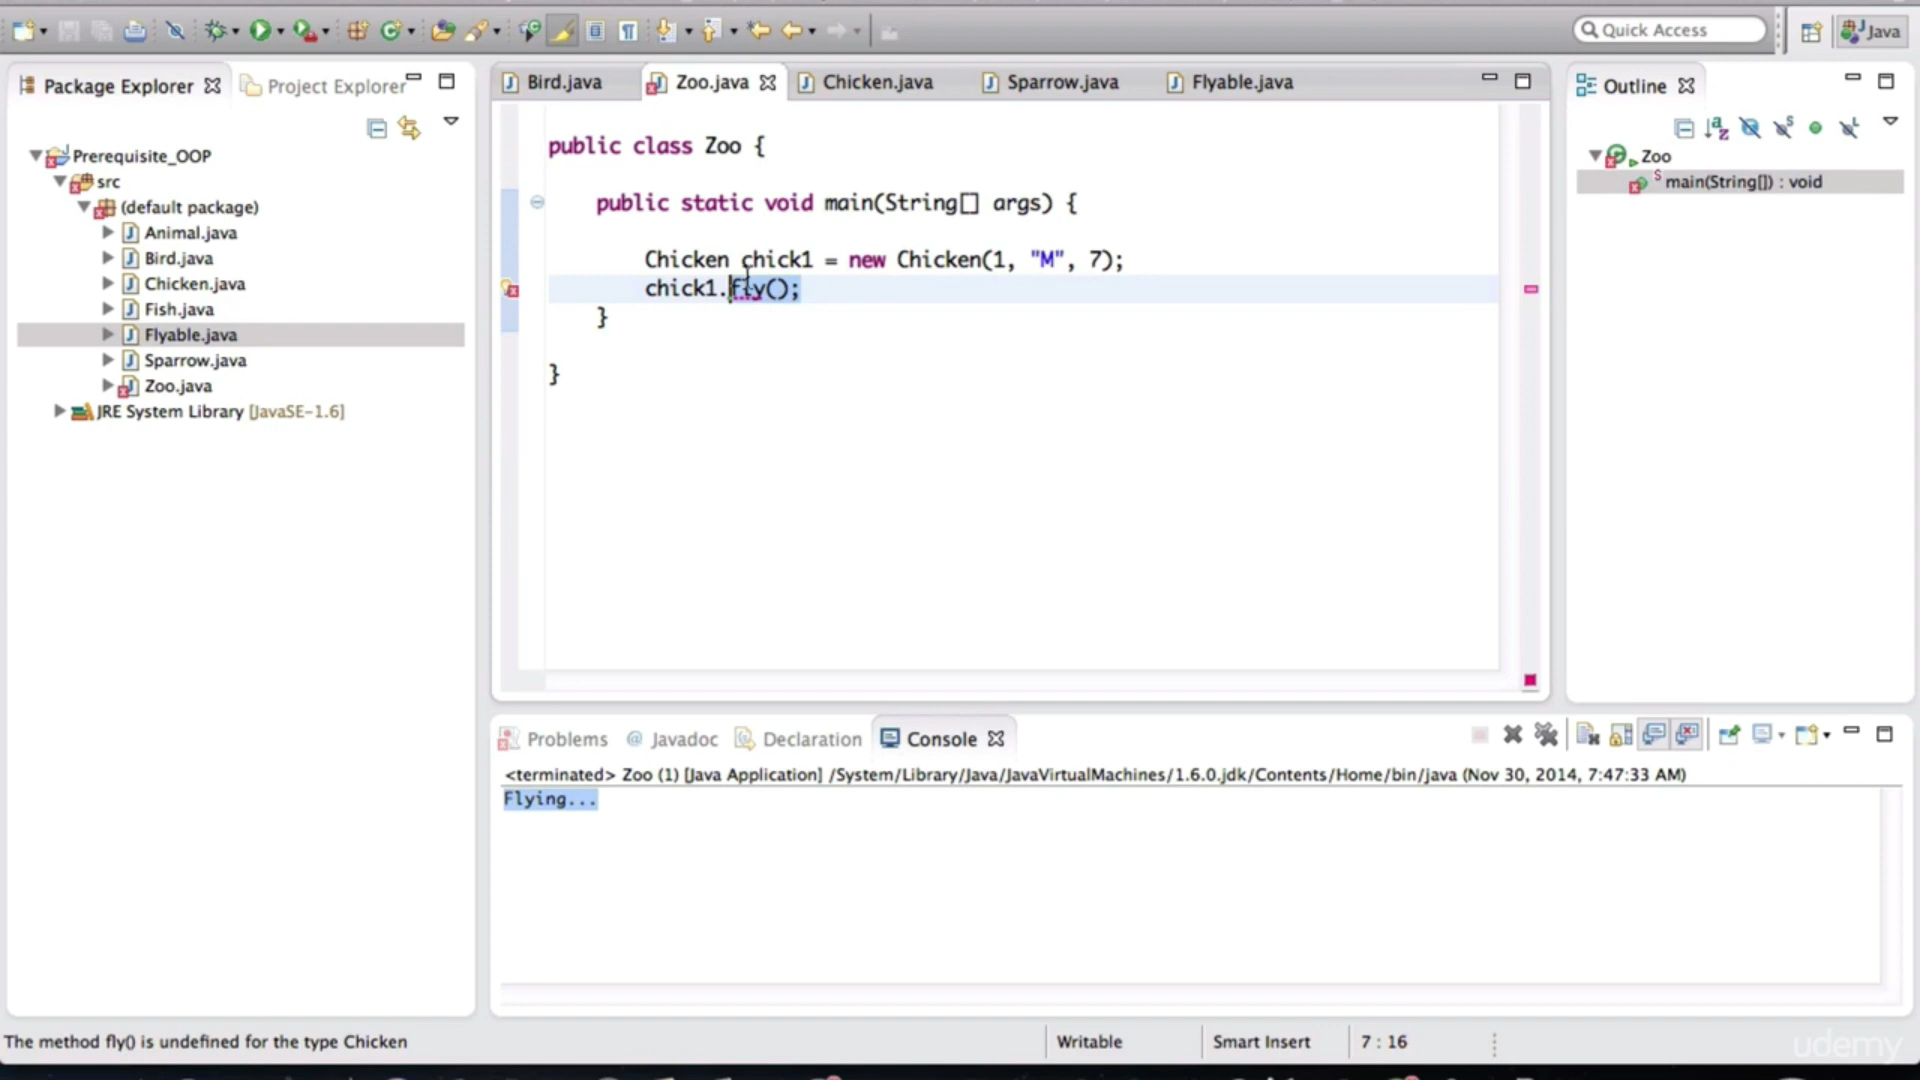 Quick Access
Java
Package Explorer
Project Explorer
Prerequisite_OOP
src
(default package)
Animal.java
Bird.java
Chicken.java
Fish.java
Flyable.java
Sparrow.java
Zoo.java
JRE System Library [JavaSE-1.6]
Bird.java
Zoo.java
Chicken.java
Sparrow.java
Flyable.java
public class Zoo {
public static void main(String[] args) {
Chicken chick1 = new Chicken(1, "M", 7);
chick1.fly();
}
}
Outline
Zoo
main(String[]) : void
Problems
Javadoc
Declaration
Console
<terminated> Zoo (1) [Java Application] /System/Library/Java/JavaVirtualMachines/1.6.0.jdk/Contents/Home/bin/java (Nov 30, 2014, 7:47:33 AM)
Flying...
The method fly() is undefined for the type Chicken
Writable
Smart Insert
7 : 16
udemy